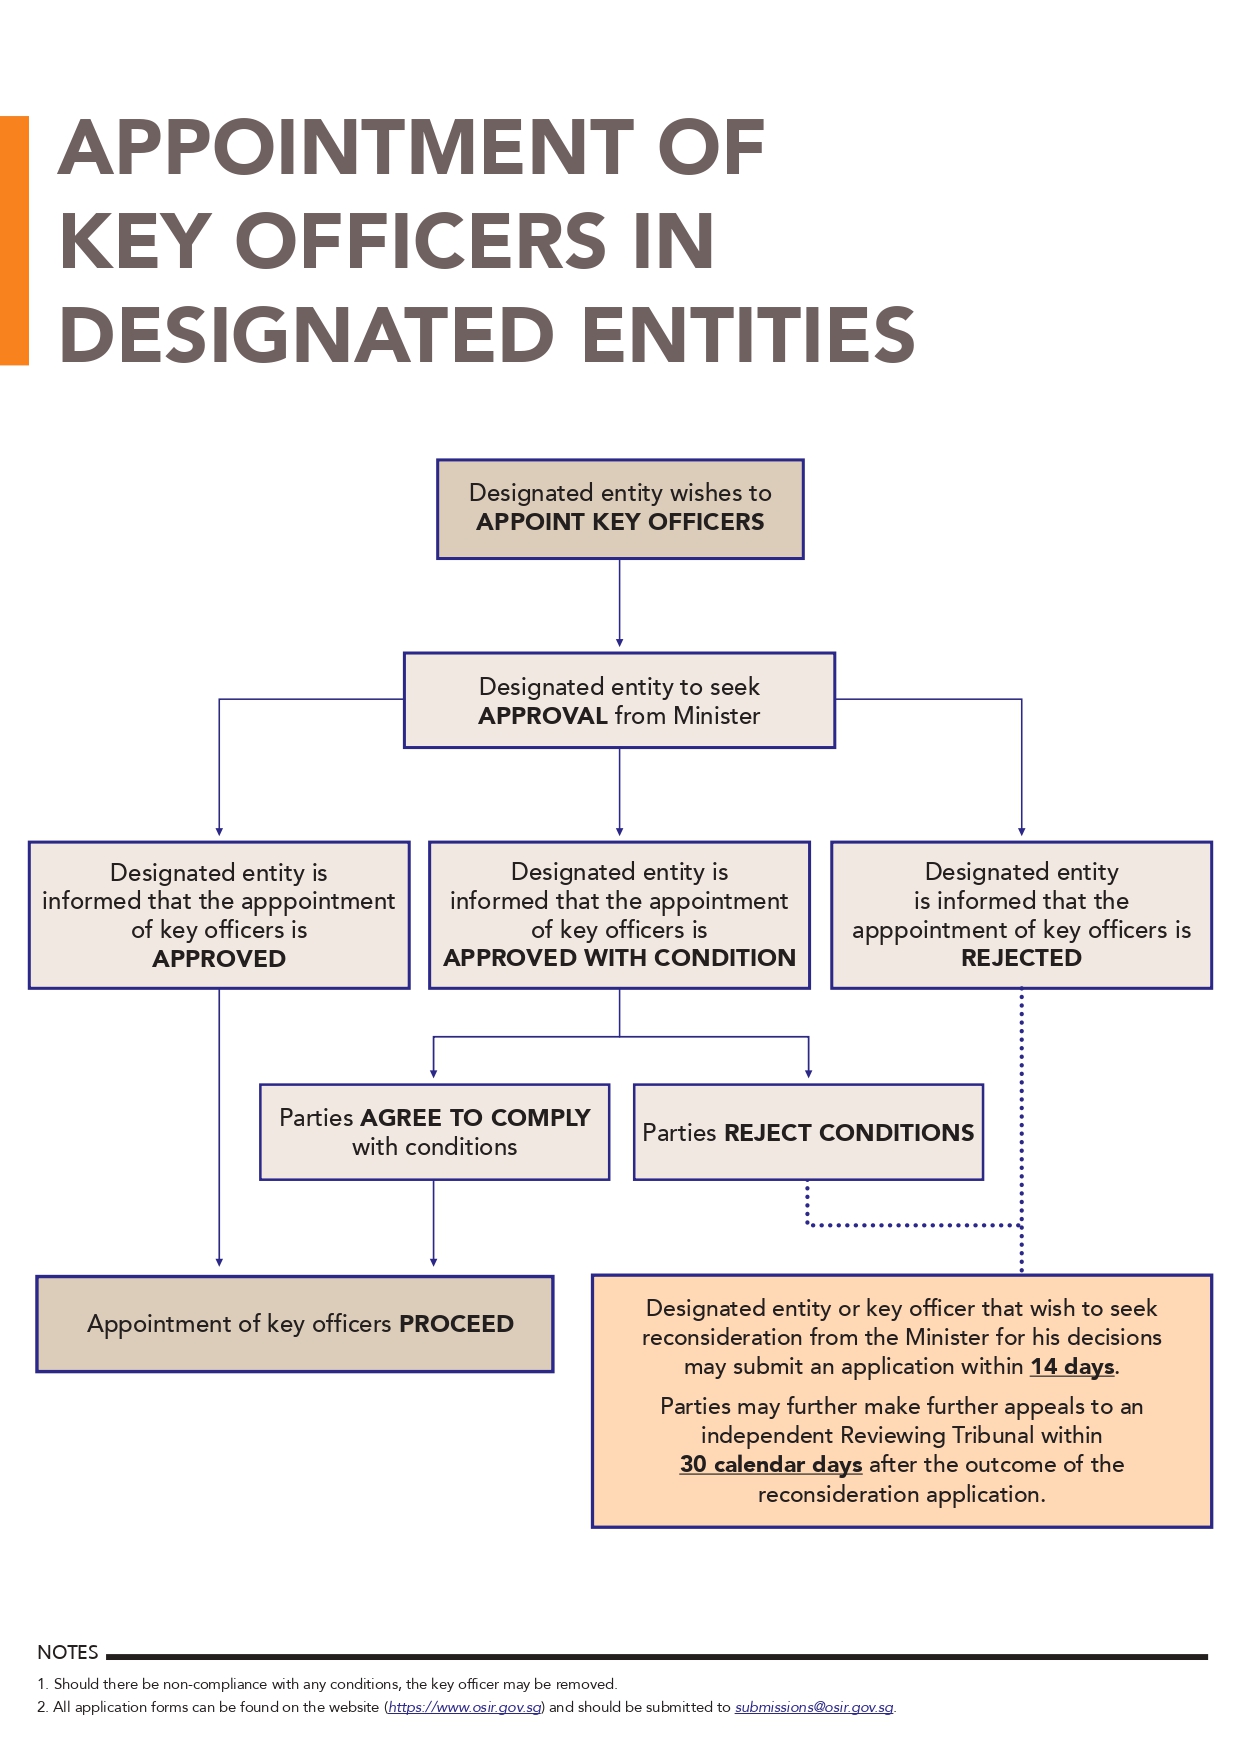 APPOINTMENT OF
KEY OFFICERS IN
DESIGNATED ENTITIES
Designated entity wishes to
APPOINT KEY OFFICERS
Designated entity to seek
APPROVAL from Minister
Designated entity is
informed that the apppointment
of key officers is
APPROVED
Designated entity is
informed that the appointment
of key officers is
APPROVED WITH CONDITION
Designated entity
is informed that the
apppointment of key officers is
REJECTED
Parties AGREE TO COMPLY
with conditions
Parties REJECT CONDITIONS
Appointment of key officers PROCEED
Designated entity or key officer that wish to seek
reconsideration from the Minister for his decisions
may submit an application within 14 days.
Parties may further make further appeals to an
independent Reviewing Tribunal within
30 calendar days after the outcome of the
reconsideration application.
NOTES
1. Should there be non-compliance with any conditions, the key officer may be removed.
2. All application forms can be found on the website (https://www.osir.gov.sg) and should be submitted to submissions@osir.gov.sg.